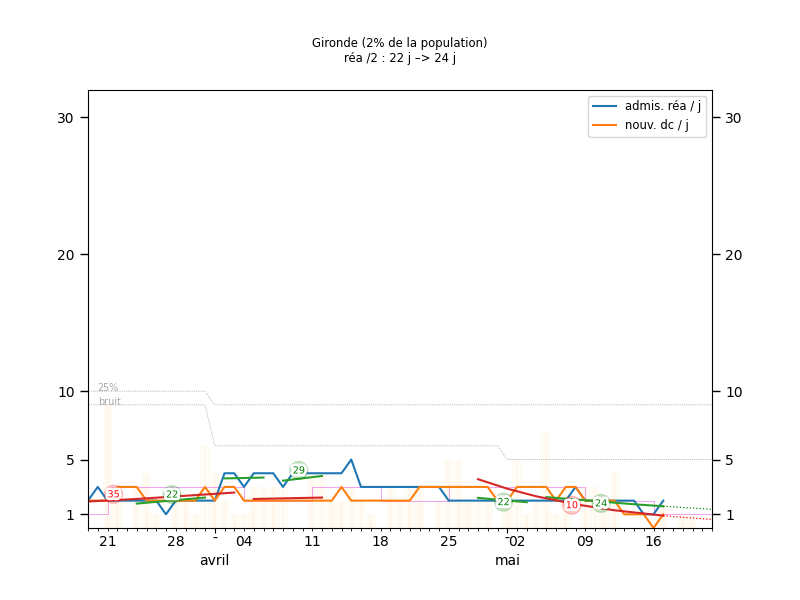 Gironde (2% de la population)
réa /2 : 22 j –> 24 j
admis. réa / j
nouv. dc / j
30 30
20 20
10 10
25%
bruit
5 5
29
35 22 22 10 24
1 1
21 28 - 04 11 18 25 -02 09 16
avril mai